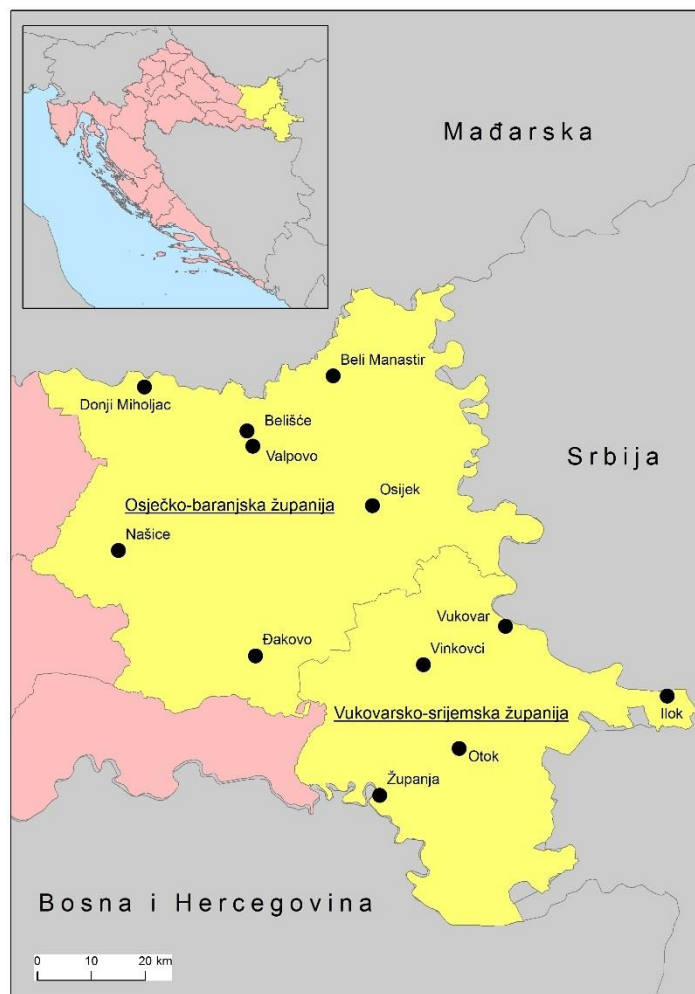 Mađarska
Beli Manastir
Donji Miholjac
Belišće
Valpovo
Srbija
Osječko-baranjska županija
Osijek
Našice
Vukovar
Đakovo
Vinkovci
Vukovarsko-srijemska županija
Ilok
Otok
Županja
Bosna i Hercegovina
0 10 20 km